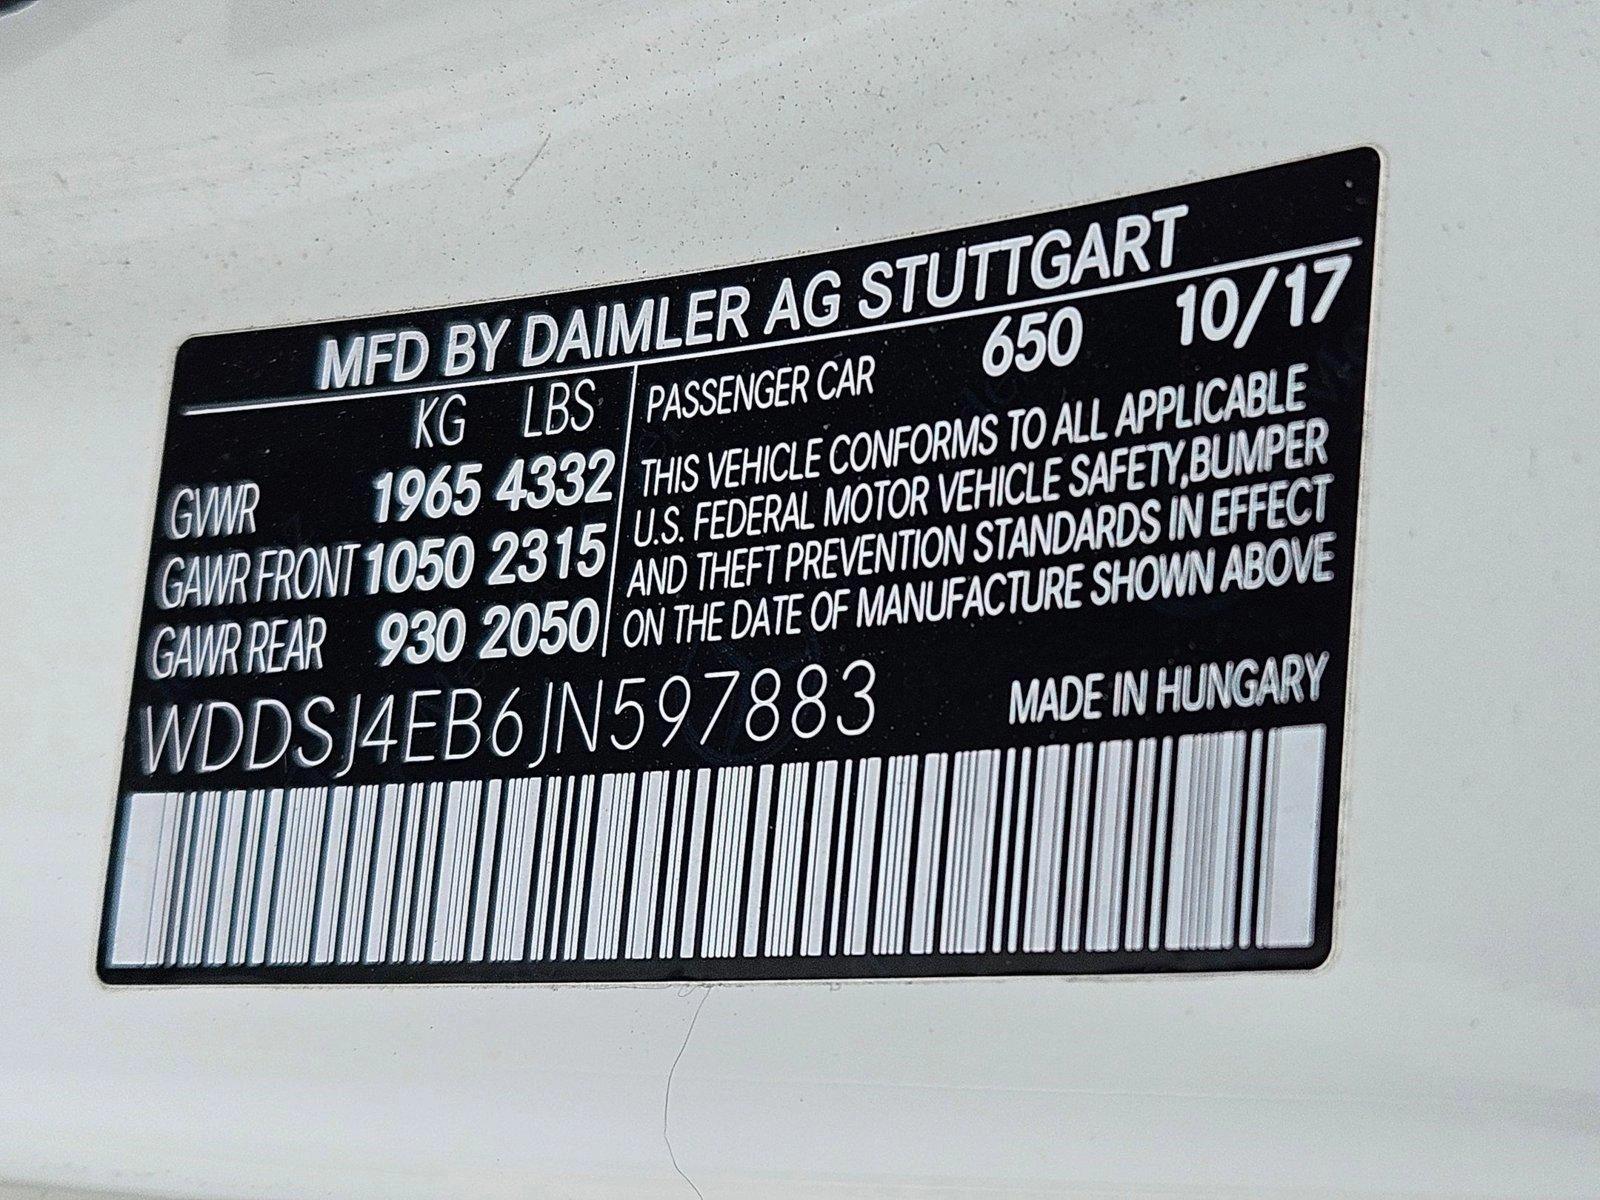 MFD BY DAIMLER AG STUTTGART
KG LBS
GVWR 1965 4332
GAWR FRONT 1050 2315
GAWR REAR 930 2050
PASSENGER CAR 650 10/17
THIS VEHICLE CONFORMS TO ALL APPLICABLE
U.S. FEDERAL MOTOR VEHICLE SAFETY,BUMPER
AND THEFT PREVENTION STANDARDS IN EFFECT
ON THE DATE OF MANUFACTURE SHOWN ABOVE
WDDSJ4EB6JN597883
MADE IN HUNGARY